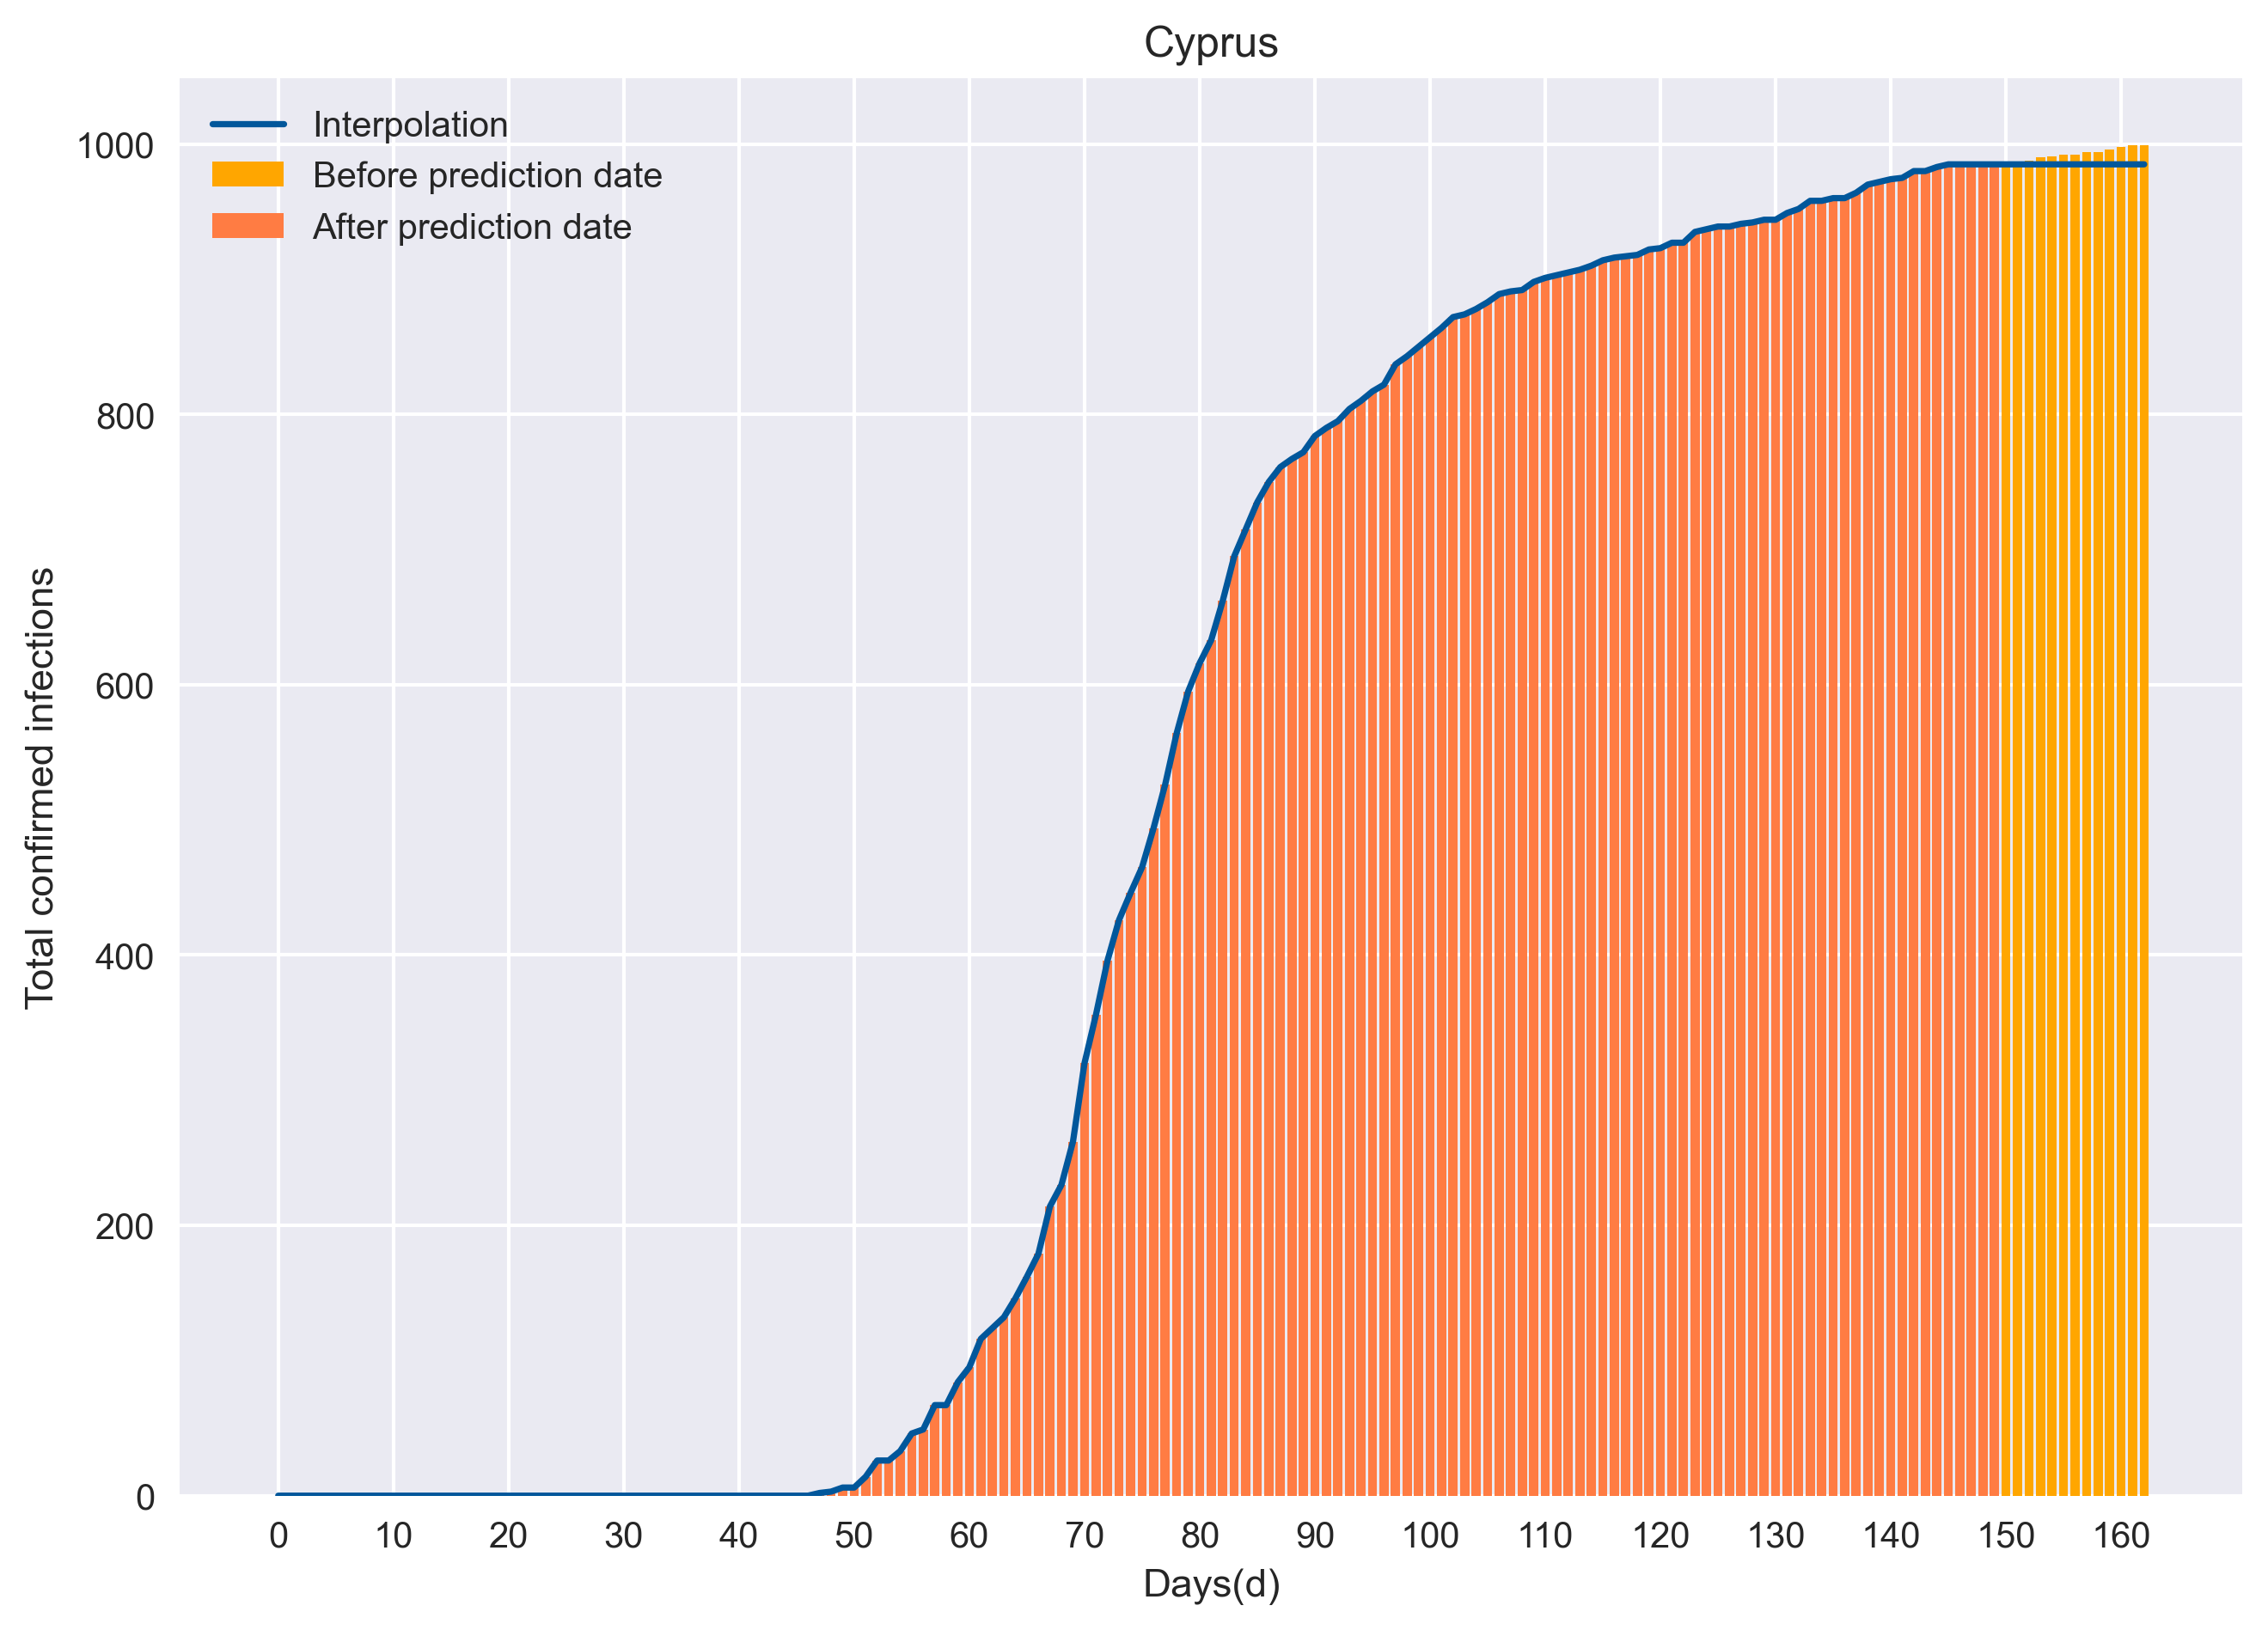 Cyprus
Interpolation
Before prediction date
After prediction date
1000
800
600
400
200
0
Total confirmed infections
0 10 20 30 40 50 60 70 80 90 100 110 120 130 140 150 160
Days(d)